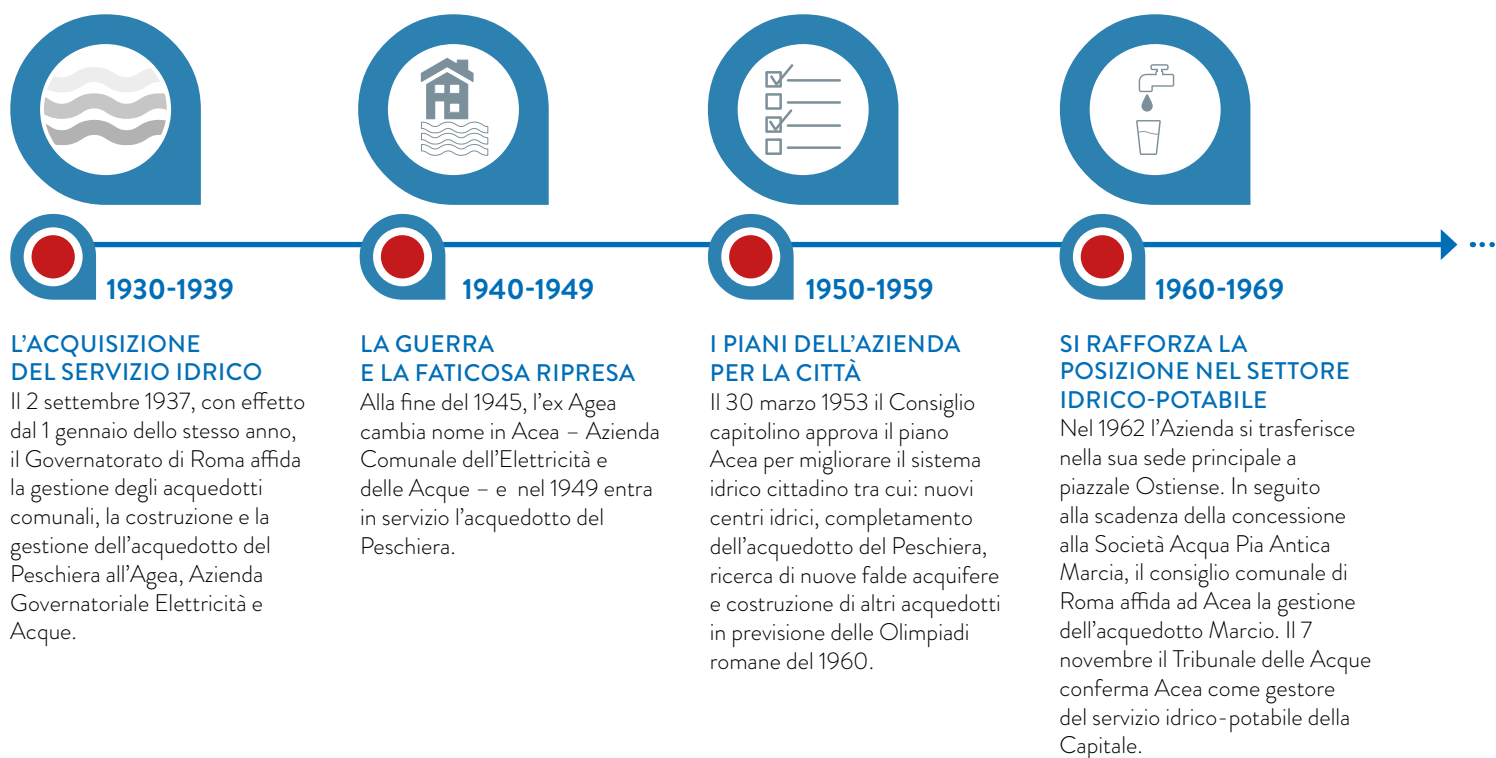 1930-1939
L'ACQUISIZIONE
DEL SERVIZIO IDRICO
Il 2 settembre 1937, con effetto
dal 1 gennaio dello stesso anno,
il Governatorato di Roma affida
la gestione degli acquedotti
comunali, la costruzione e la
gestione dell'acquedotto del
Peschiera all'Agea, Azienda
Governatoriale Elettricità e
Acque.
1940-1949
LA GUERRA
E LA FATICOSA RIPRESA
Alla fine del 1945, l'ex Agea
cambia nome in Acea – Azienda
Comunale dell'Elettricità e
delle Acque – e nel 1949 entra
in servizio l'acquedotto del
Peschiera.
1950-1959
I PIANI DELL'AZIENDA
PER LA CITTÀ
Il 30 marzo 1953 il Consiglio
capitolino approva il piano
Acea per migliorare il sistema
idrico cittadino tra cui: nuovi
centri idrici, completamento
dell'acquedotto del Peschiera,
ricerca di nuove falde acquifere
e costruzione di altri acquedotti
in previsione delle Olimpiadi
romane del 1960.
1960-1969
SI RAFFORZA LA
POSIZIONE NEL SETTORE
IDRICO-POTABILE
Nel 1962 l'Azienda si trasferisce
nella sua sede principale a
piazzale Ostiense. In seguito
alla scadenza della concessione
alla Società Acqua Pia Antica
Marcia, il consiglio comunale di
Roma affida ad Acea la gestione
dell'acquedotto Marcio. Il 7
novembre il Tribunale delle Acque
conferma Acea come gestore
del servizio idrico-potabile della
Capitale.
...